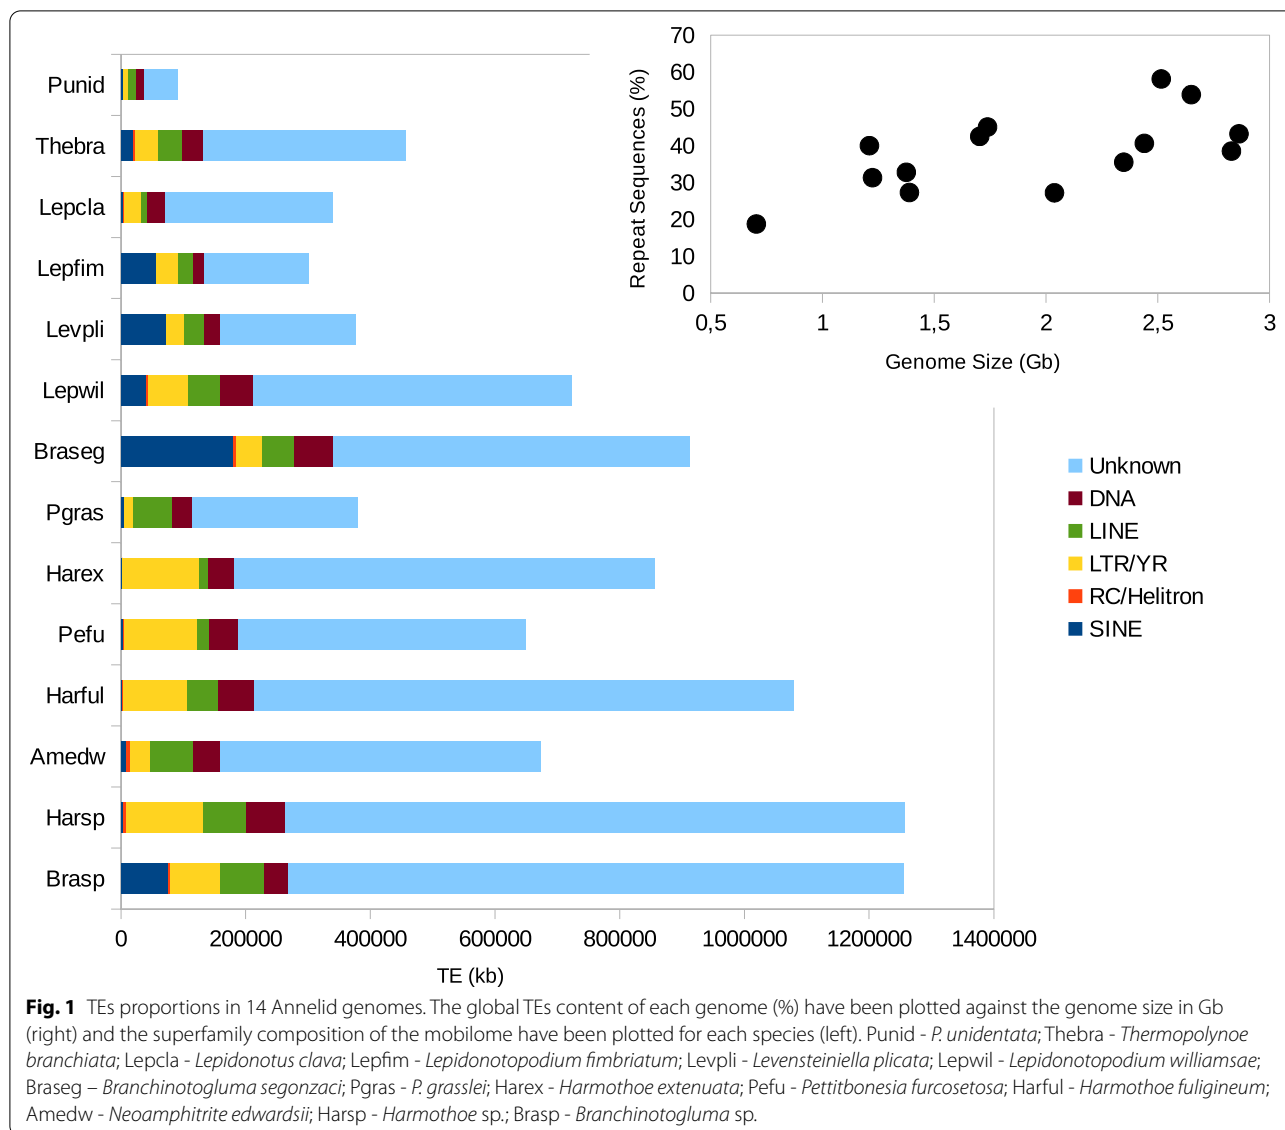 Punid
Thebra
Lepcla
Lepfim
Levpli
Lepwil
Braseg
Pgras
Harex
Pefu
Harful
Amedw
Harsp
Brasp
0 200000 400000 600000 800000 1000000 1200000 1400000
TE (kb)
Repeat Sequences (%)
70
60
50
40
30
20
10
0
0,5 1 1,5 2 2,5 3
Genome Size (Gb)
Unknown
DNA
LINE
LTR/YR
RC/Helitron
SINE
Fig. 1 TEs proportions in 14 Annelid genomes. The global TEs content of each genome (%) have been plotted against the genome size in Gb
(right) and the superfamily composition of the mobilome have been plotted for each species (left). Punid - P. unidentata; Thebra - Thermopolynoe
branchiata; Lepcla - Lepidonotus clava; Lepfim - Lepidonotopodium fimbriatum; Levpli - Levensteiniella plicata; Lepwil - Lepidonotopodium williamsae;
Braseg – Branchinotogluma segonzaci; Pgras - P. grasslei; Harex - Harmothoe extenuata; Pefu - Pettitbonesia furcosetosa; Harful - Harmothoe fuligineum;
Amedw - Neoamphitrite edwardsii; Harsp - Harmothoe sp.; Brasp - Branchinotogluma sp.